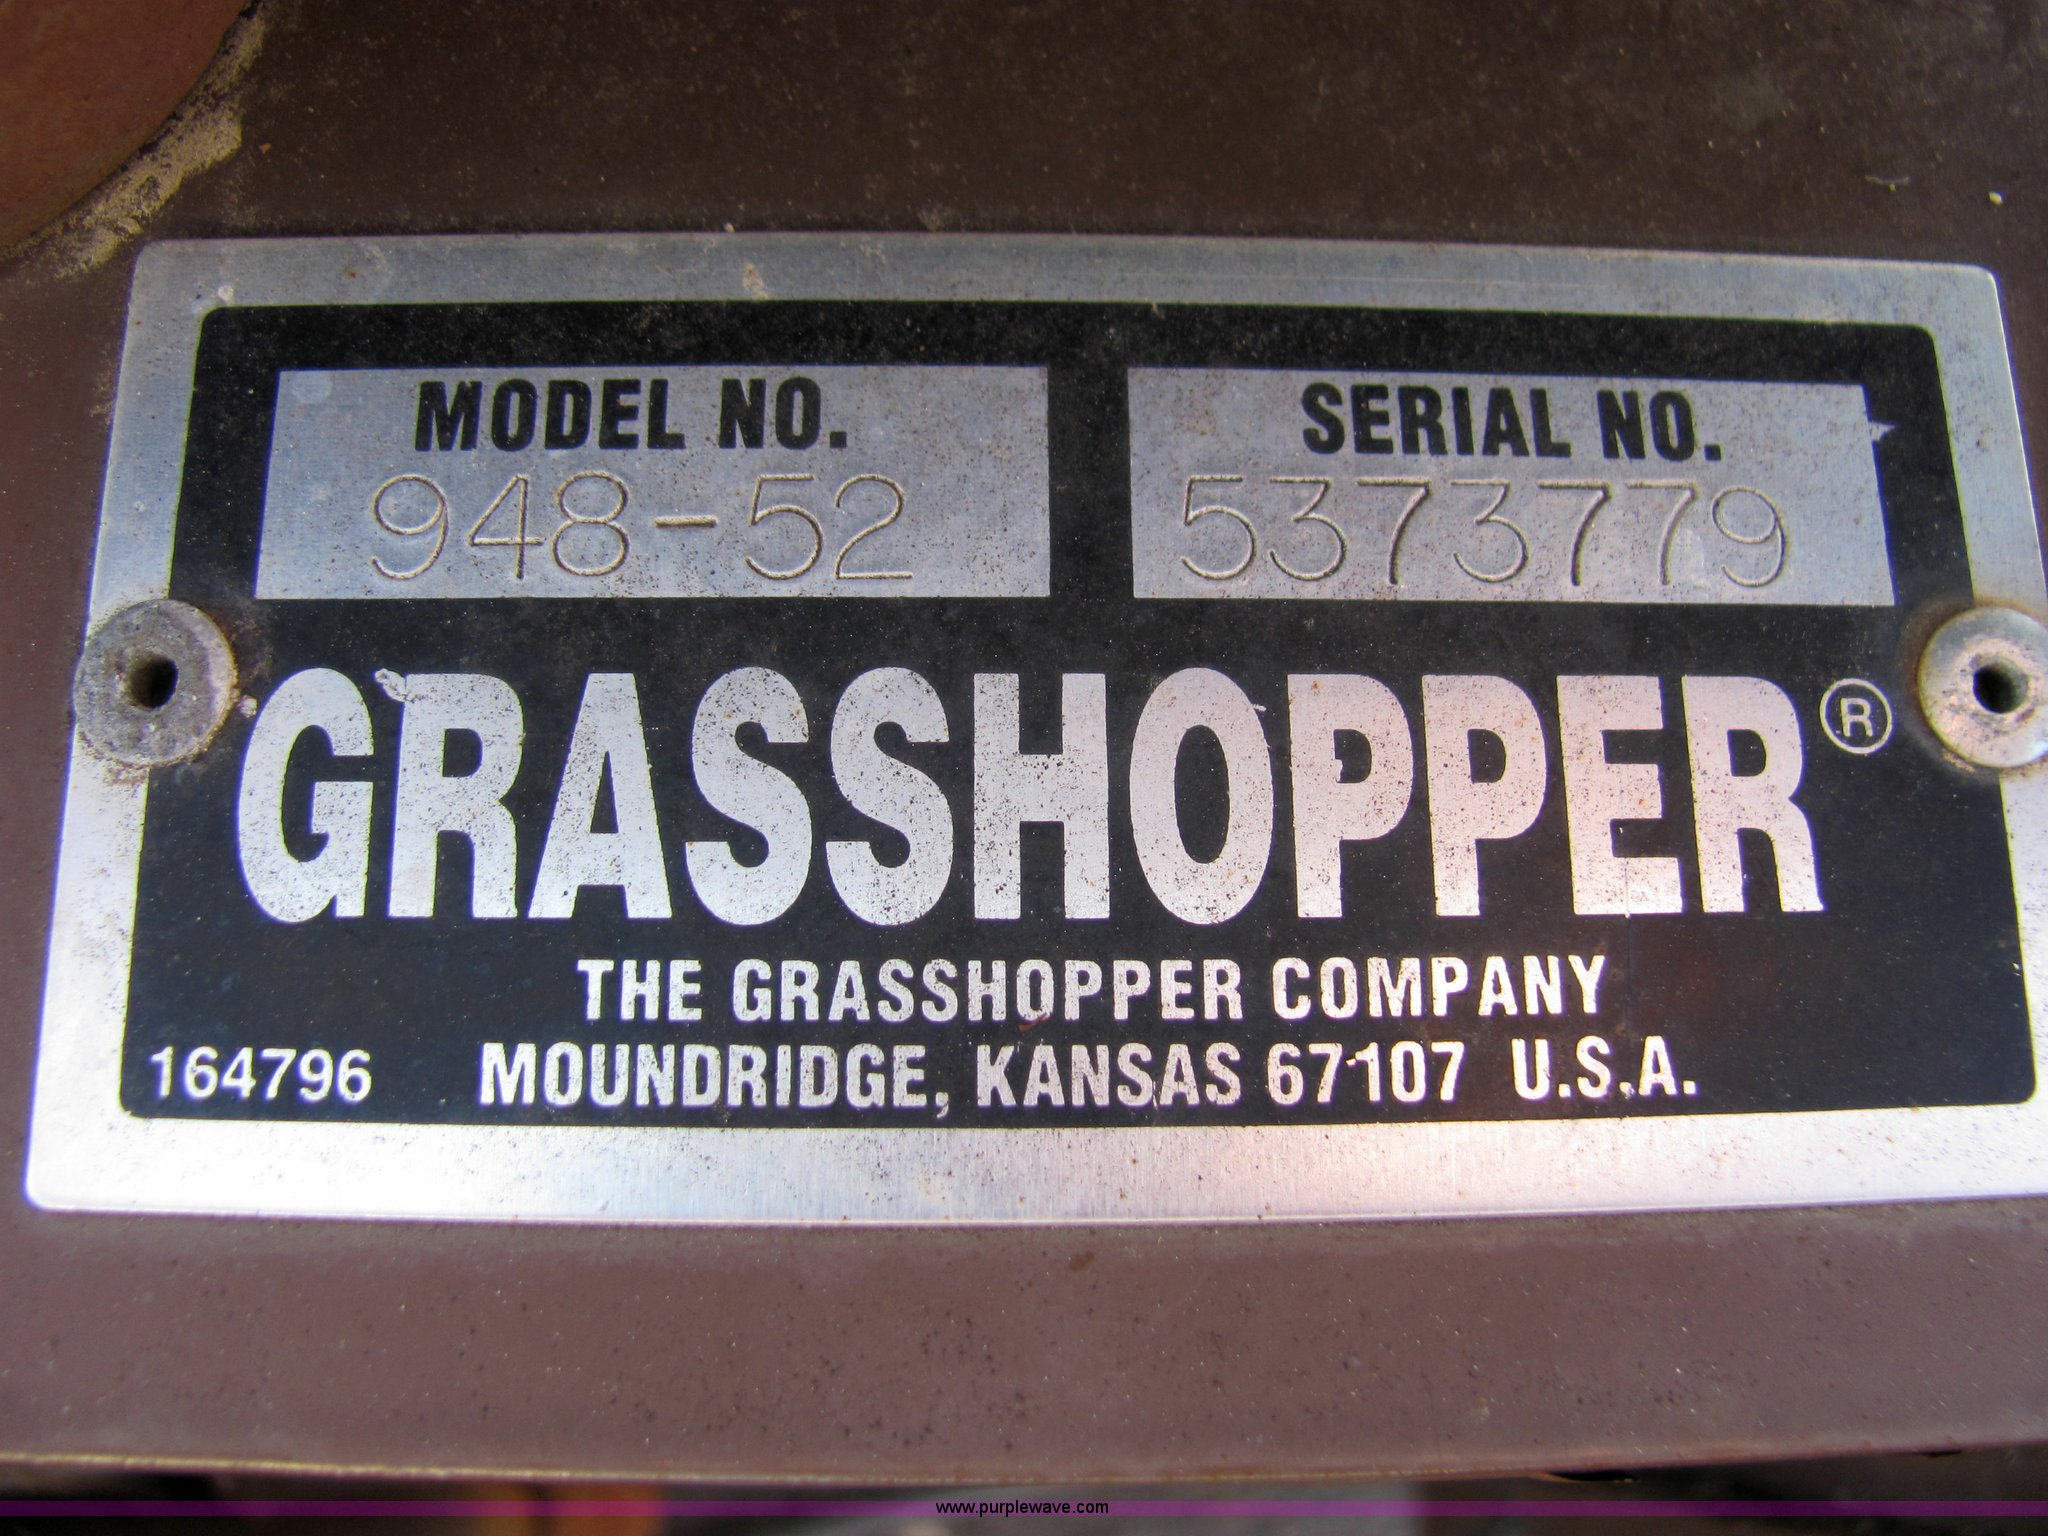 MODEL NO.
948-52
SERIAL NO.
5373779
GRASSHOPPER®
THE GRASSHOPPER COMPANY
164796 MOUNDRIDGE, KANSAS 67107 U.S.A.
www.purplewave.com